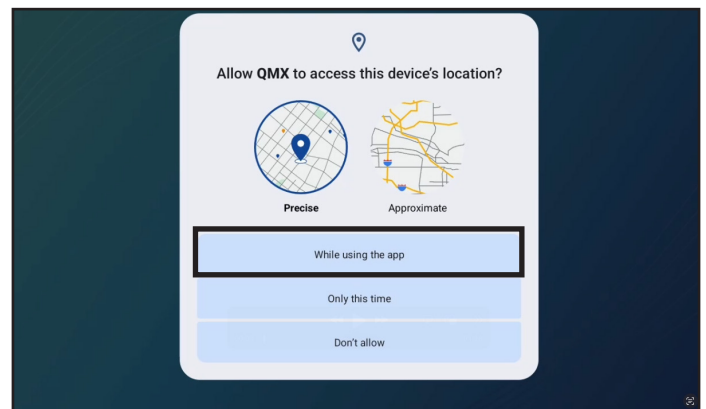 Allow QMX to access this device's location?
Precise
Approximate
While using the app
Only this time
Don't allow